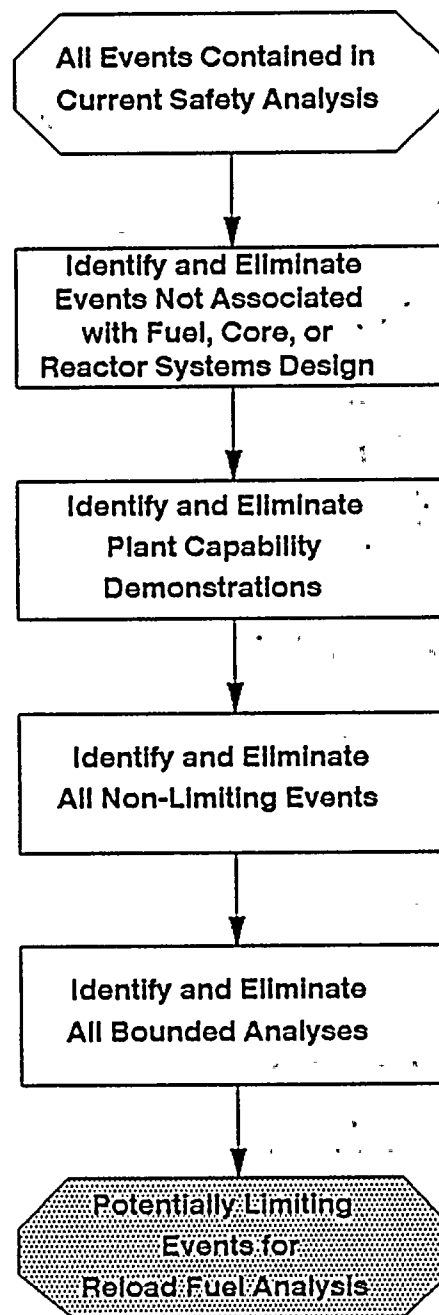 All Events Contained in
Current Safety Analysis
Identify and Eliminate
Events Not Associated
with Fuel, Core, or
Reactor Systems Design
Identify and Eliminate
Plant Capability
Demonstrations
Identify and Eliminate
All Non-Limiting Events
Identify and Eliminate
All Bounded Analyses
Potentially Limiting
Events for
Reload Fuel Analysis